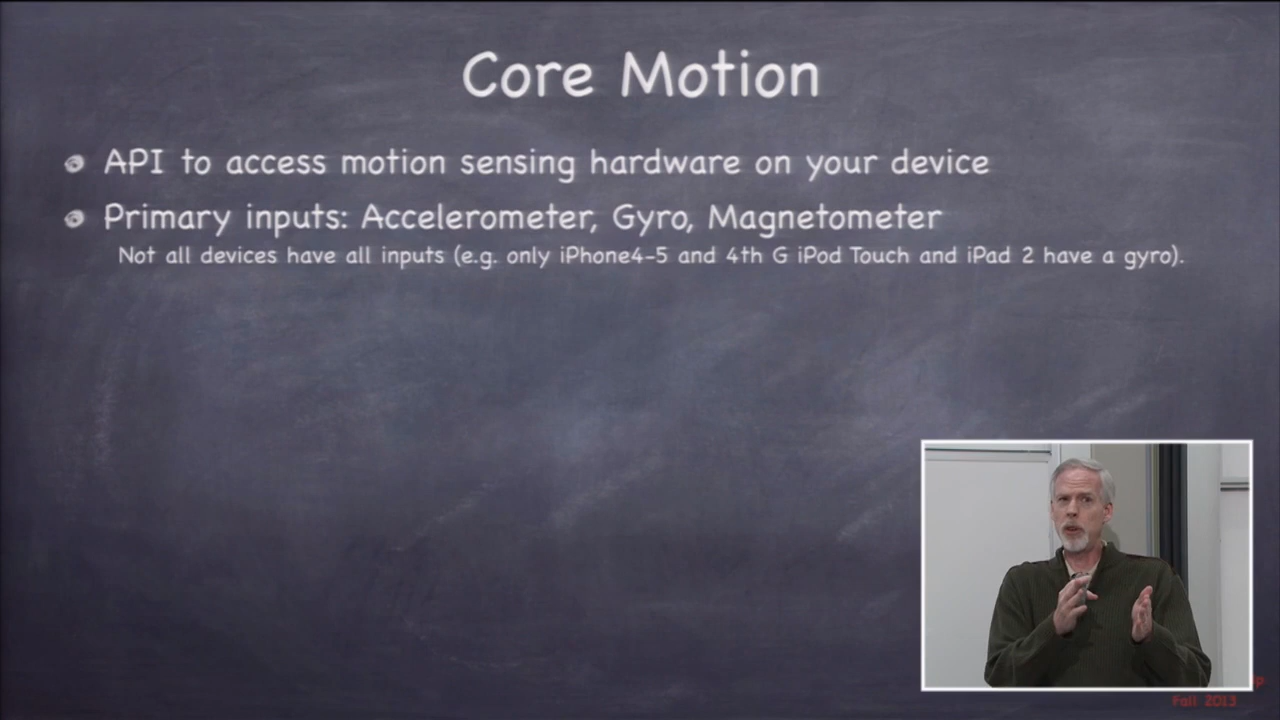 Core Motion
API to access motion sensing hardware on your device
Primary inputs: Accelerometer, Gyro, Magnetometer
Not all devices have all inputs (e.g. only iPhone4-5 and 4th G iPod Touch and iPad 2 have a gyro).
Fall 2013